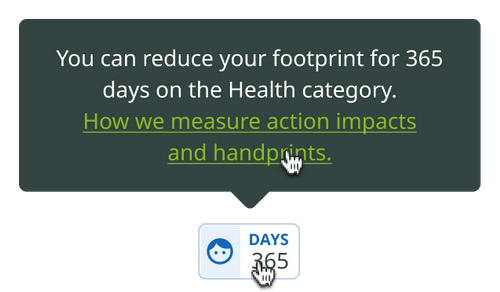 You can reduce your footprint for 365
days on the Health category.
How we measure action impacts
and handprints.
DAYS
365